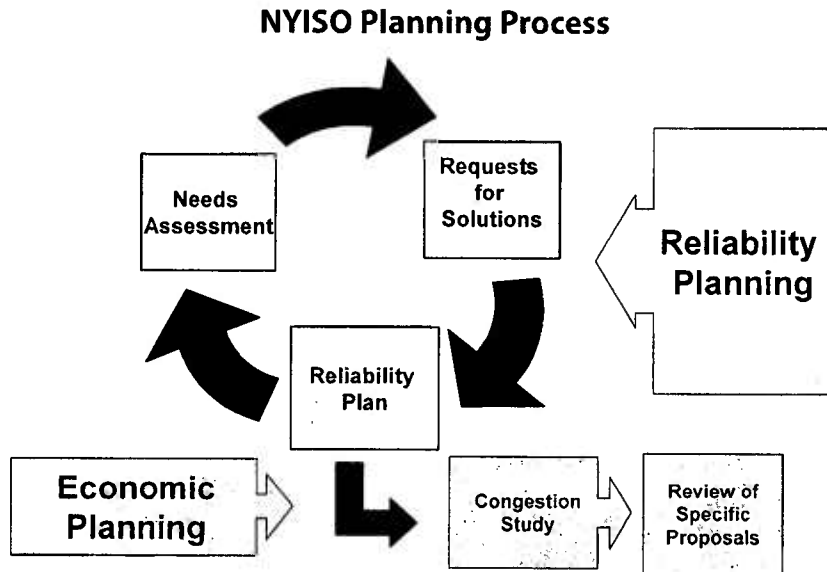 NYISO Planning Process
Needs
Assessment
Requests
for
Solutions
Reliability
Planning
Reliability
Plan
Economic
Planning
Congestion
Study
Review of
Specific
Proposals